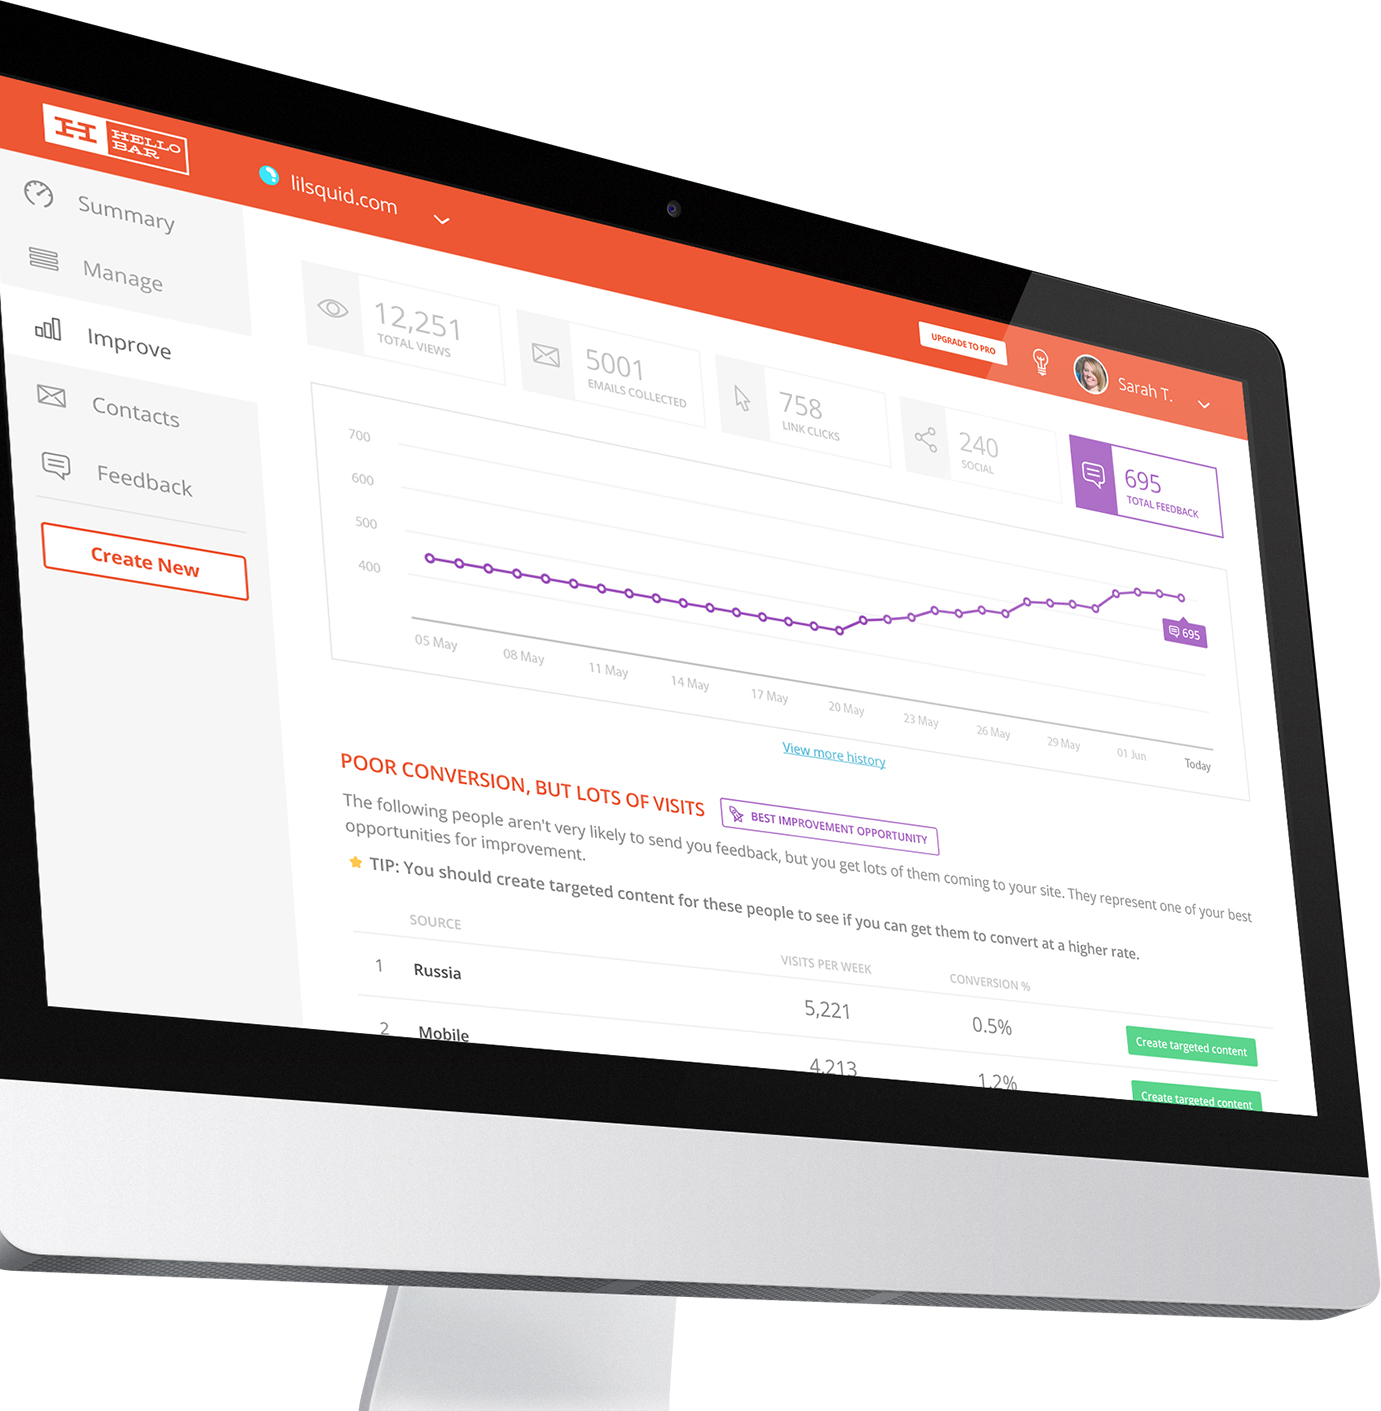 H HELLO
BAR
lilsquid.com
UPGRADE TO PRO
Sarah T.
Summary
Manage
Improve
Contacts
Feedback
Create New
12,251
TOTAL VIEWS
5001
EMAILS COLLECTED
758
LINK CLICKS
240
SOCIAL
695
TOTAL FEEDBACK
700
600
500
400
695
05 May
08 May
11 May
14 May
17 May
20 May
23 May
26 May
29 May
01 Jun
Today
View more history
POOR CONVERSION, BUT LOTS OF VISITS
BEST IMPROVEMENT OPPORTUNITY
The following people aren't very likely to send you feedback, but you get lots of them coming to your site. They represent one of your best
opportunities for improvement.
TIP: You should create targeted content for these people to see if you can get them to convert at a higher rate.
SOURCE
VISITS PER WEEK
CONVERSION %
1 Russia 5,221 0.5% Create targeted content
2 Mobile 4,213 1.2% Create targeted content